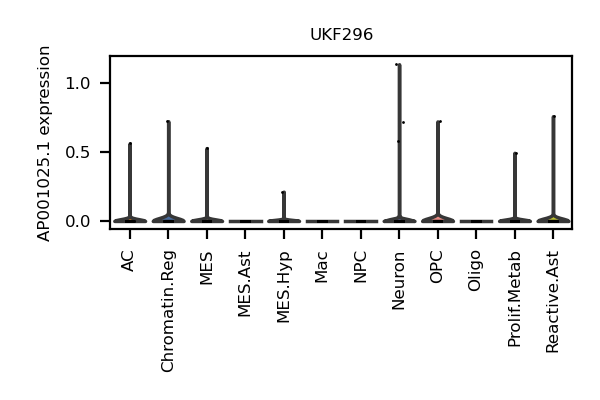 UKF296
AP001025.1 expression
1.0
0.5
0.0
AC
Chromatin.Reg
MES
MES.Ast
MES.Hyp
Mac
NPC
Neuron
OPC
Oligo
Prolif.Metab
Reactive.Ast